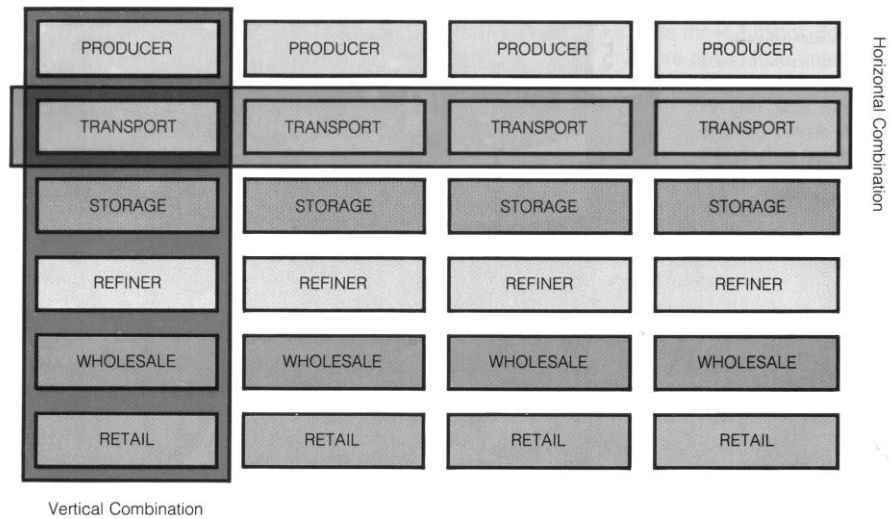 PRODUCER PRODUCER PRODUCER PRODUCER
TRANSPORT TRANSPORT TRANSPORT TRANSPORT
STORAGE STORAGE STORAGE STORAGE
REFINER REFINER REFINER REFINER
WHOLESALE WHOLESALE WHOLESALE WHOLESALE
RETAIL RETAIL RETAIL RETAIL
Horizontal Combination
Vertical Combination